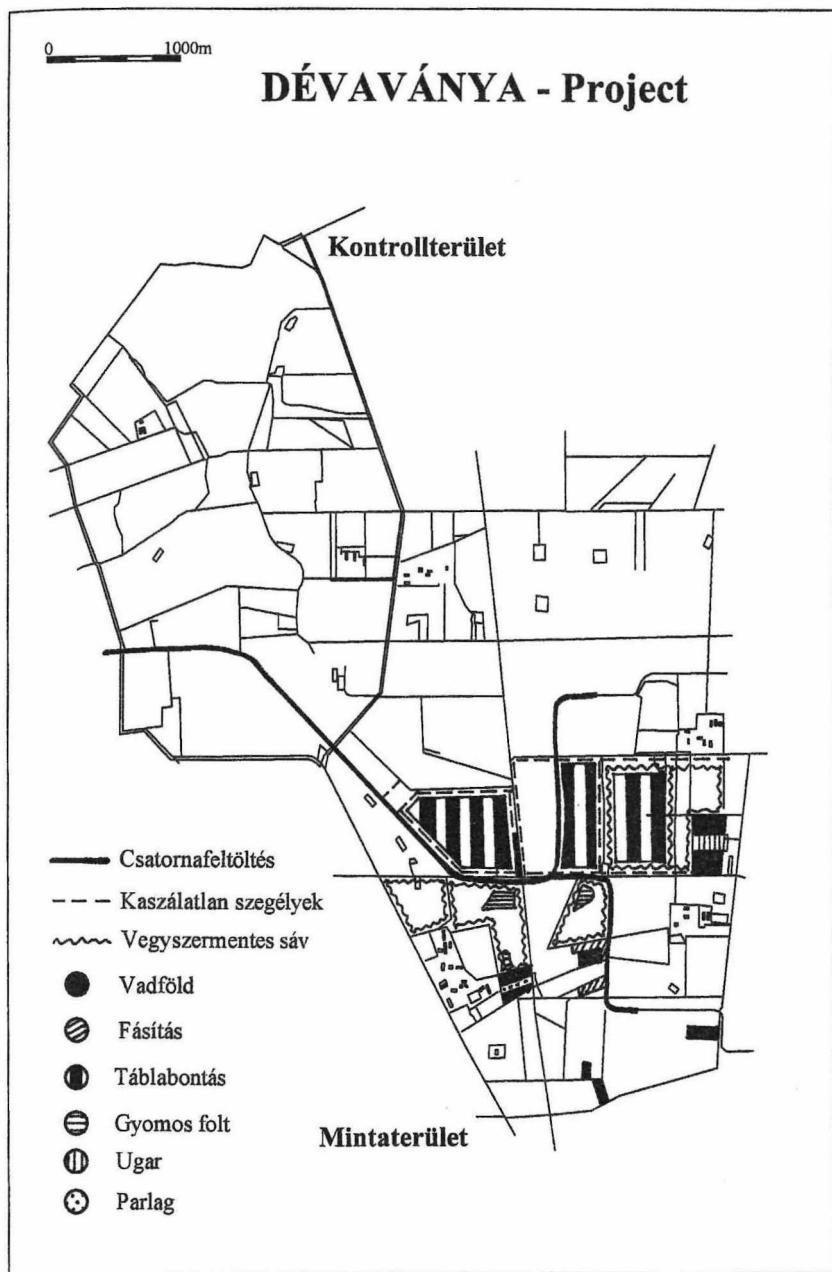 0 1000m
DÉVAVÁNYA - Project
Kontrollterület
Csatornafeltöltés
Kaszálatlan szegélyek
Vegyszermentes sáv
Vadföld
Fásítás
Táblabontás
Gyomos folt
Ugar
Parlag
Mintaterület